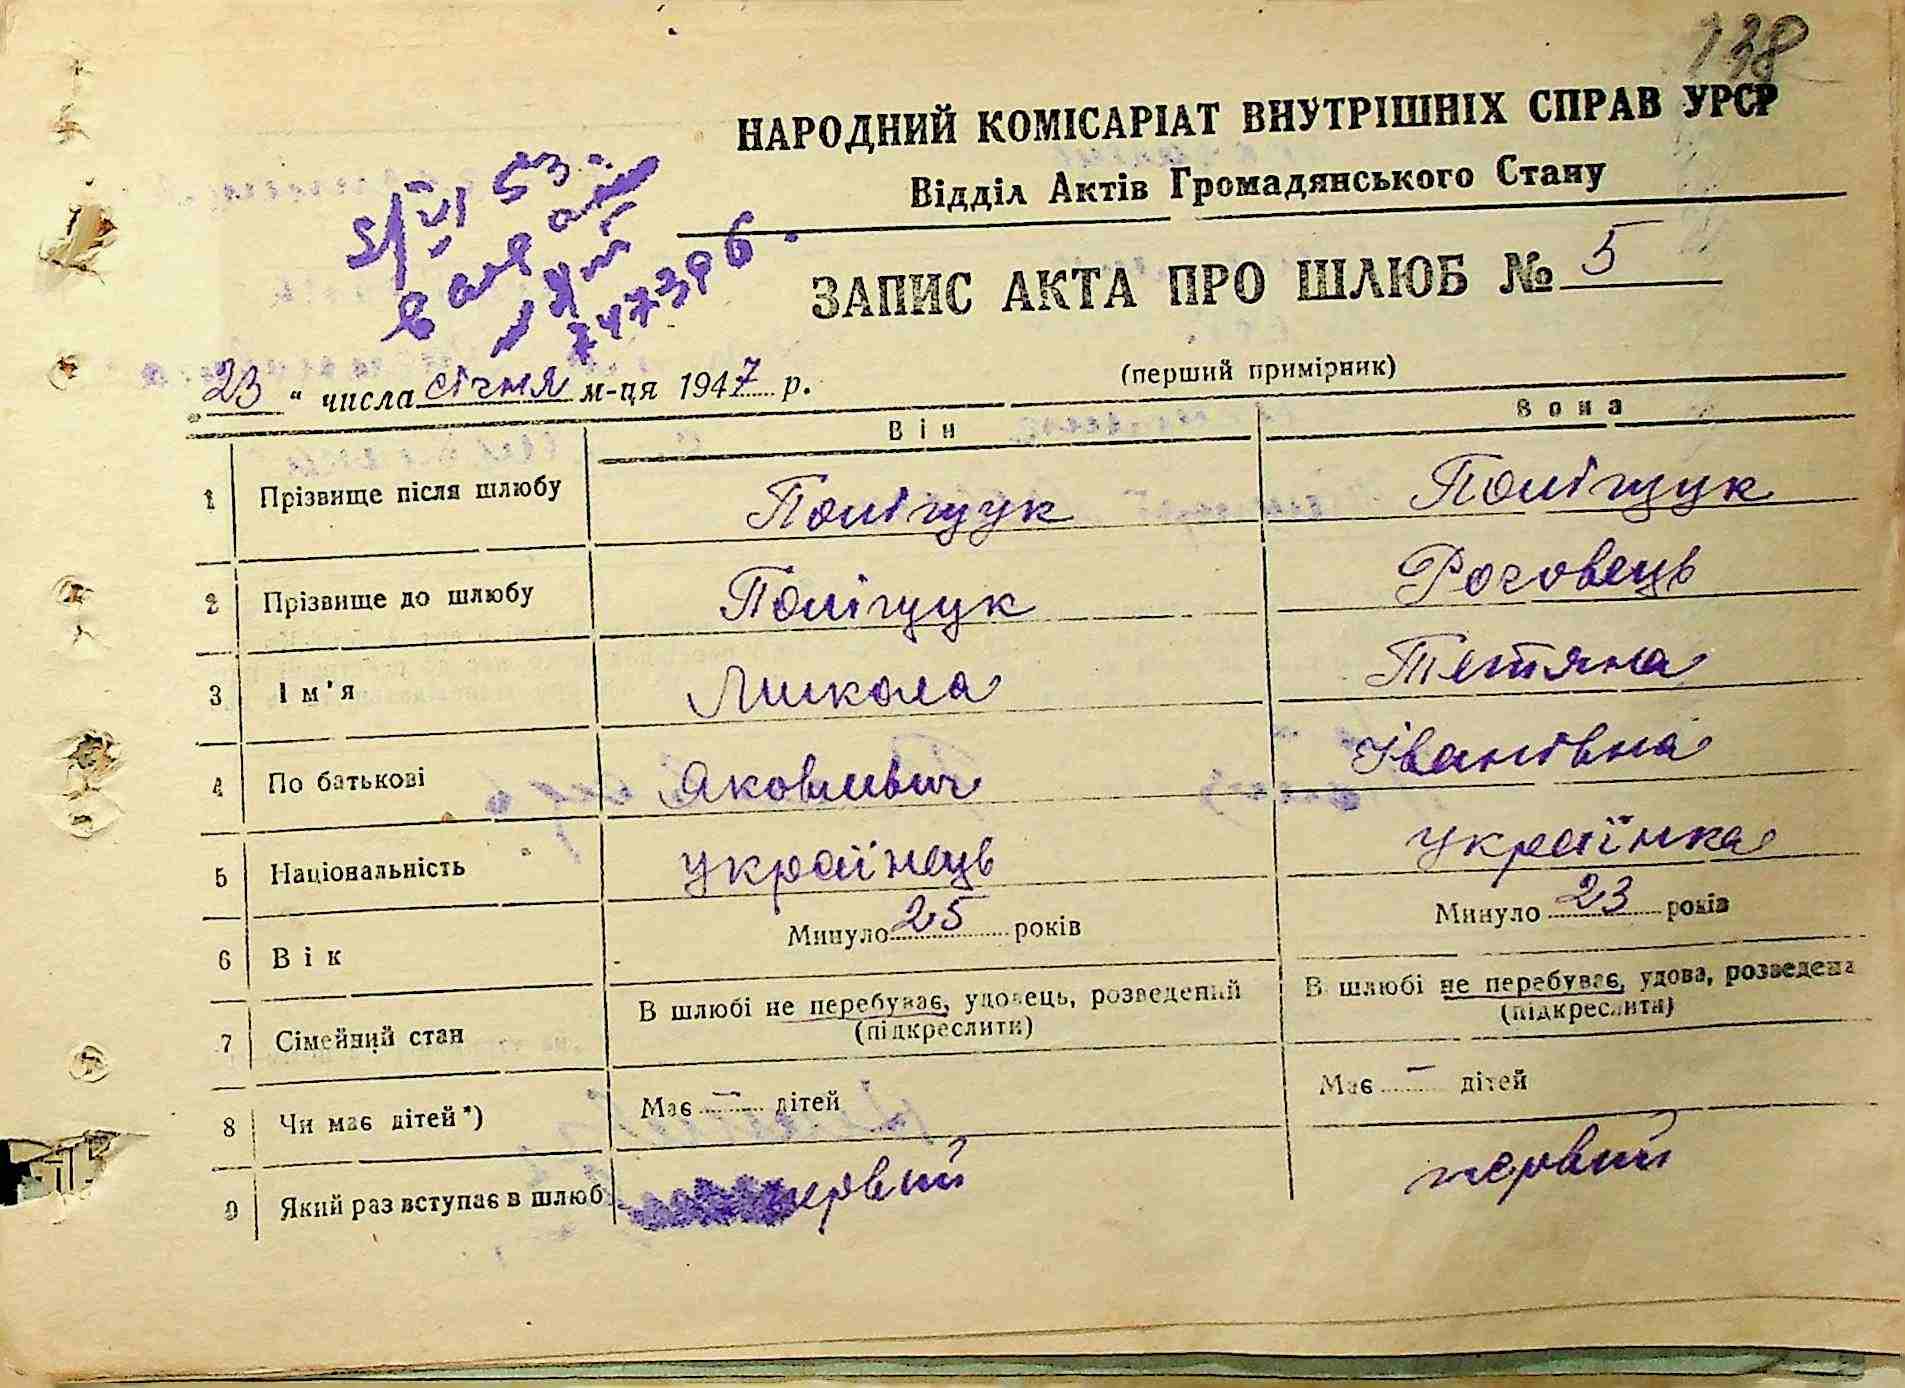 138
НАРОДНИЙ КОМІСАРІАТ ВНУТРІШНІХ СПРАВ УРСР
Відділ Актів Громадянського Стану
ЗАПИС АКТА ПРО ШЛЮБ № 5
(перший примірник)
747396.
„23“ числа січня м-ця 1947 р.
Він Вона
1 Прізвище після шлюбу Поліщук Поліщук
2 Прізвище до шлюбу Поліщук Роговець
3 Ім'я Микола Тетяна
4 По батькові Яковлевич Іванівна
5 Національність українець українка
6 Вік Минуло 25 років Минуло 23 років
7 Сімейний стан В шлюбі не перебуває, удовець, розведений (підкреслити) В шлюбі не перебуває, удова, розведена (підкреслити)
8 Чи має дітей*) Має — дітей Має — дітей
9 Який раз вступає в шлюб первий первий